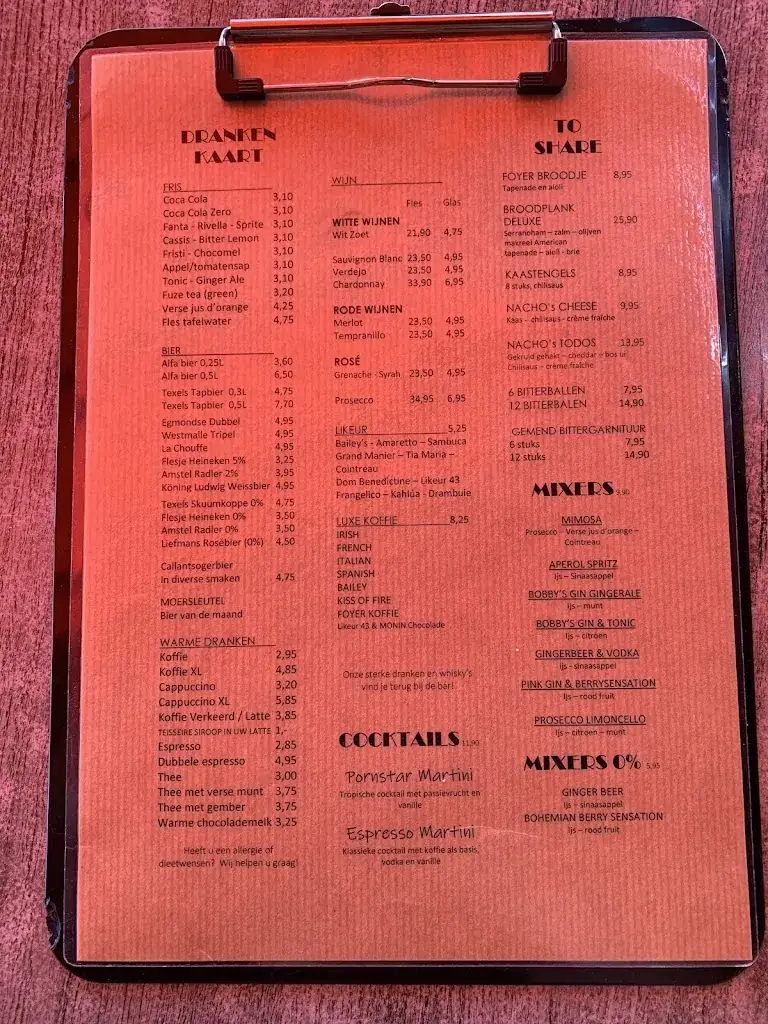 DRANKEN
KAART
FRIS
Coca Cola 3,10
Coca Cola Zero 3,10
Fanta - Rivella - Sprite 3,10
Cassis - Bitter Lemon 3,10
Fristi - Chocomel 3,10
Appel/tomatensap 3,10
Tonic - Ginger Ale 3,10
Fuze tea (green) 3,20
Verse jus d'orange 4,25
Fles tafelwater 4,75
BIER
Alfa bier 0,25L 3,60
Alfa bier 0,5L 6,50
Texels Tapbier 0,3L 4,75
Texels Tapbier 0,5L 7,70
Egmondse Dubbel 4,95
Westmalle Tripel 4,95
La Chouffe 4,95
Flesje Heineken 5% 3,25
Amstel Radler 2% 3,95
Köning Ludwig Weissbier 4,95
Texels Skuumkoppe 0% 4,75
Flesje Heineken 0% 3,50
Amstel Radler 0% 3,50
Liefmans Rosébier (0%) 4,50
Callantsogerbier
In diverse smaken 4,75
MOERSLEUTEL
Bier van de maand
WARME DRANKEN
Koffie 2,95
Koffie XL 4,85
Cappuccino 3,20
Cappuccino XL 5,85
Koffie Verkeerd / Latte 3,85
TEISSEIRE SIROOP IN UW LATTE 1,-
Espresso 2,85
Dubbele espresso 4,95
Thee 3,00
Thee met verse munt 3,75
Thee met gember 3,75
Warme chocolademelk 3,25
Heeft u een allergie of
dieetwensen? Wij helpen u graag!
WIJN
Fles Glas
WITTE WIJNEN
Wit Zoet 21,90 4,75
Sauvignon Blanc 23,50 4,95
Verdejo 23,50 4,95
Chardonnay 33,90 6,95
RODE WIJNEN
Merlot 23,50 4,95
Tempranillo 23,50 4,95
ROSÉ
Grenache - Syrah 23,50 4,95
Prosecco 34,95 6,95
LIKEUR 5,25
Bailey's - Amaretto – Sambuca
Grand Manier – Tia Maria –
Cointreau
Dom Benedictine – Likeur 43
Frangelico – Kahlúa - Drambuie
LUXE KOFFIE 8,25
IRISH
FRENCH
ITALIAN
SPANISH
BAILEY
KISS OF FIRE
FOYER KOFFIE
Likeur 43 & MONIN Chocolade
Onze sterke dranken en whisky's
vind je terug bij de bar!
COCKTAILS 11,90
Pornstar Martini
Tropische cocktail met passievrucht en
vanille
Espresso Martini
Klassieke cocktail met koffie als basis,
vodka en vanille
TO
SHARE
FOYER BROODJE 8,95
Tapenade en aioli
BROODPLANK
DELUXE 25,90
Serranoham – zalm – olijven
makreel American
tapenade – aioli - brie
KAASTENGELS 8,95
8 stuks, chilisaus
NACHO's CHEESE 9,95
Kaas – chilisaus - crème fraîche
NACHO's TODOS 13,95
Gekruid gehakt – cheddar – bos ui
Chilisaus – crème fraîche
6 BITTERBALLEN 7,95
12 BITTERBALEN 14,90
GEMEND BITTERGARNITUUR
6 stuks 7,95
12 stuks 14,90
MIXERS 9,90
MIMOSA
Prosecco – Verse jus d'orange –
Cointreau
APEROL SPRITZ
Ijs – Sinaasappel
BOBBY'S GIN GINGERALE
Ijs – munt
BOBBY'S GIN & TONIC
Ijs – citroen
GINGERBEER & VODKA
Ijs - sinaasappel
PINK GIN & BERRYSENSATION
Ijs – rood fruit
PROSECCO LIMONCELLO
Ijs – citroen – munt
MIXERS 0% 5,95
GINGER BEER
Ijs – sinaasappel
BOHEMIAN BERRY SENSATION
Ijs – rood fruit